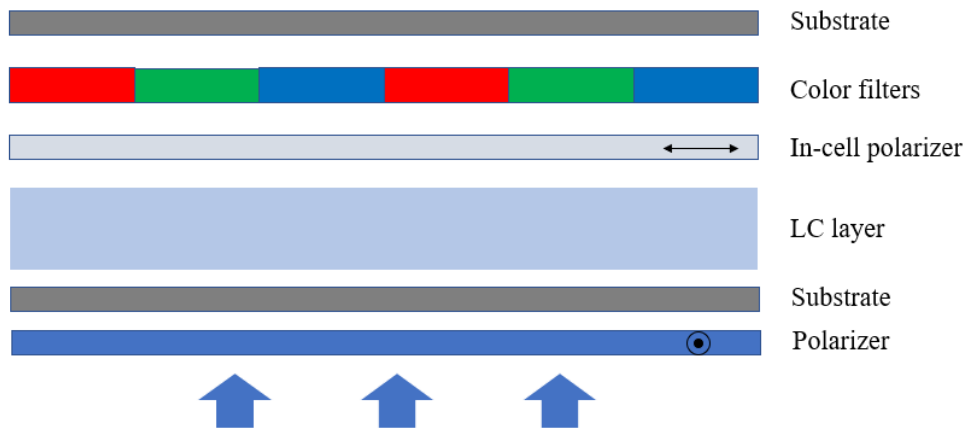 Substrate
Color filters
In-cell polarizer
LC layer
Substrate
Polarizer